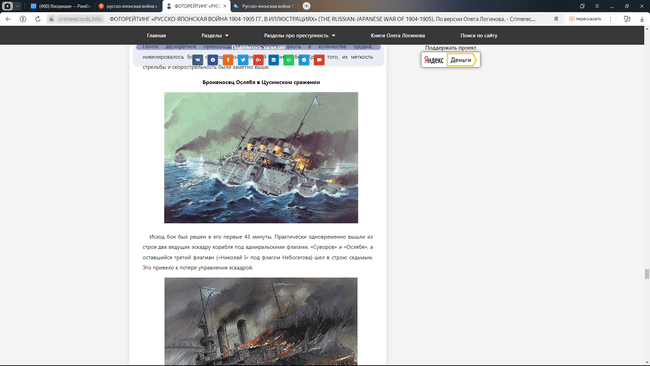 (466) Входящие — Рамбл
русско японская война 1
ФОТОРЕЙТИНГ «РУСС
Русско-японская война 1
crimerecords.info
ФОТОРЕЙТИНГ «РУССКО-ЯПОНСКАЯ ВОЙНА 1904-1905 ГГ. В ИЛЛЮСТРАЦИЯХ» (THE RUSSIAN-JAPANESE WAR OF 1904-1905). По версии Олега Логинова. - Crimerec...
пересказать
Главная
Разделы
Разделы про преступность
Книги Олега Логинова
Поиск по сайту
Почти двукратное превосходство
флота в количестве орудий,
нивелировалось
того, их меткость
стрельбы и скорострельность были заметно выше.
Поддержать проект
Яндекс Деньги
Броненосец Ослябя в Цусимском сражении
Исход боя был решен в его первые 43 минуты. Практически одновременно вышли из
строя два ведущих эскадру корабля под адмиральскими флагами, «Суворов» и «Ослябя», а
оставшийся третий флагман («Николай I» под флагом Небогатова) шел в строю седьмым.
Это привело к потере управления эскадрой.